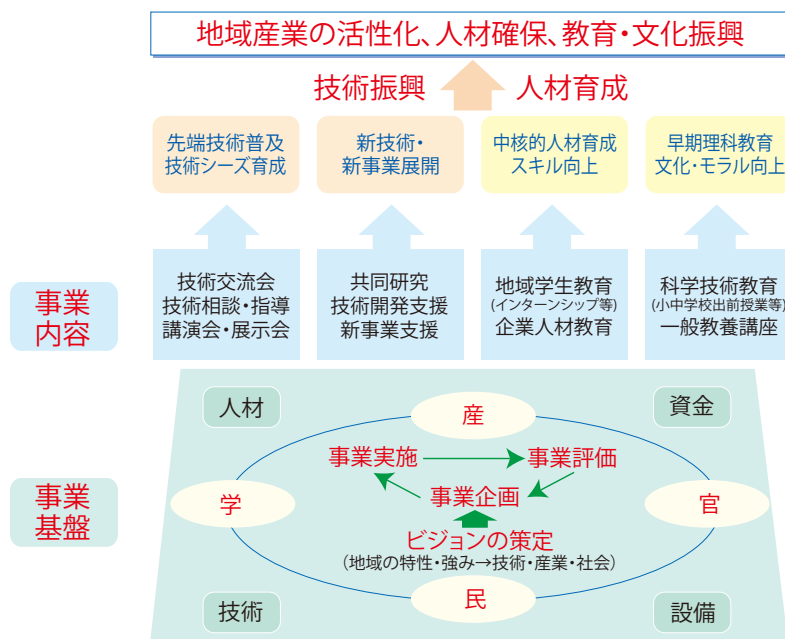 地域産業の活性化、人材確保、教育・文化振興
技術振興
人材育成
先端技術普及
技術シーズ育成
新技術・
新事業展開
中核的人材育成
スキル向上
早期理科教育
文化・モラル向上
事業
内容
技術交流会
技術相談・指導
講演会・展示会
共同研究
技術開発支援
新事業支援
地域学生教育
(インターンシップ等)
企業人材教育
科学技術教育
(小中学校出前授業等)
一般教養講座
事業
基盤
人材
資金
産
事業実施
事業評価
学
事業企画
官
ビジョンの策定
(地域の特性・強み→技術・産業・社会)
民
技術
設備